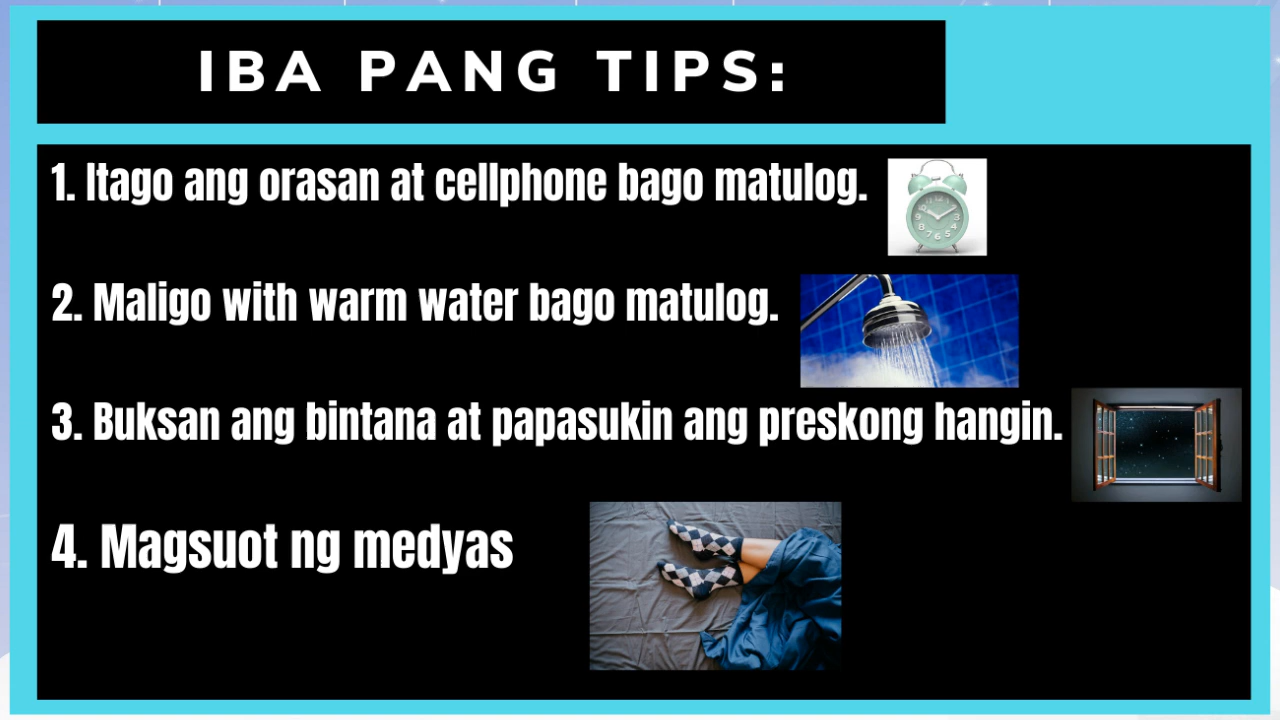 IBA PANG TIPS:
1. Itago ang orasan at cellphone bago matulog.
2. Maligo with warm water bago matulog.
3. Buksan ang bintana at papasukin ang preskong hangin.
4. Magsuot ng medyas